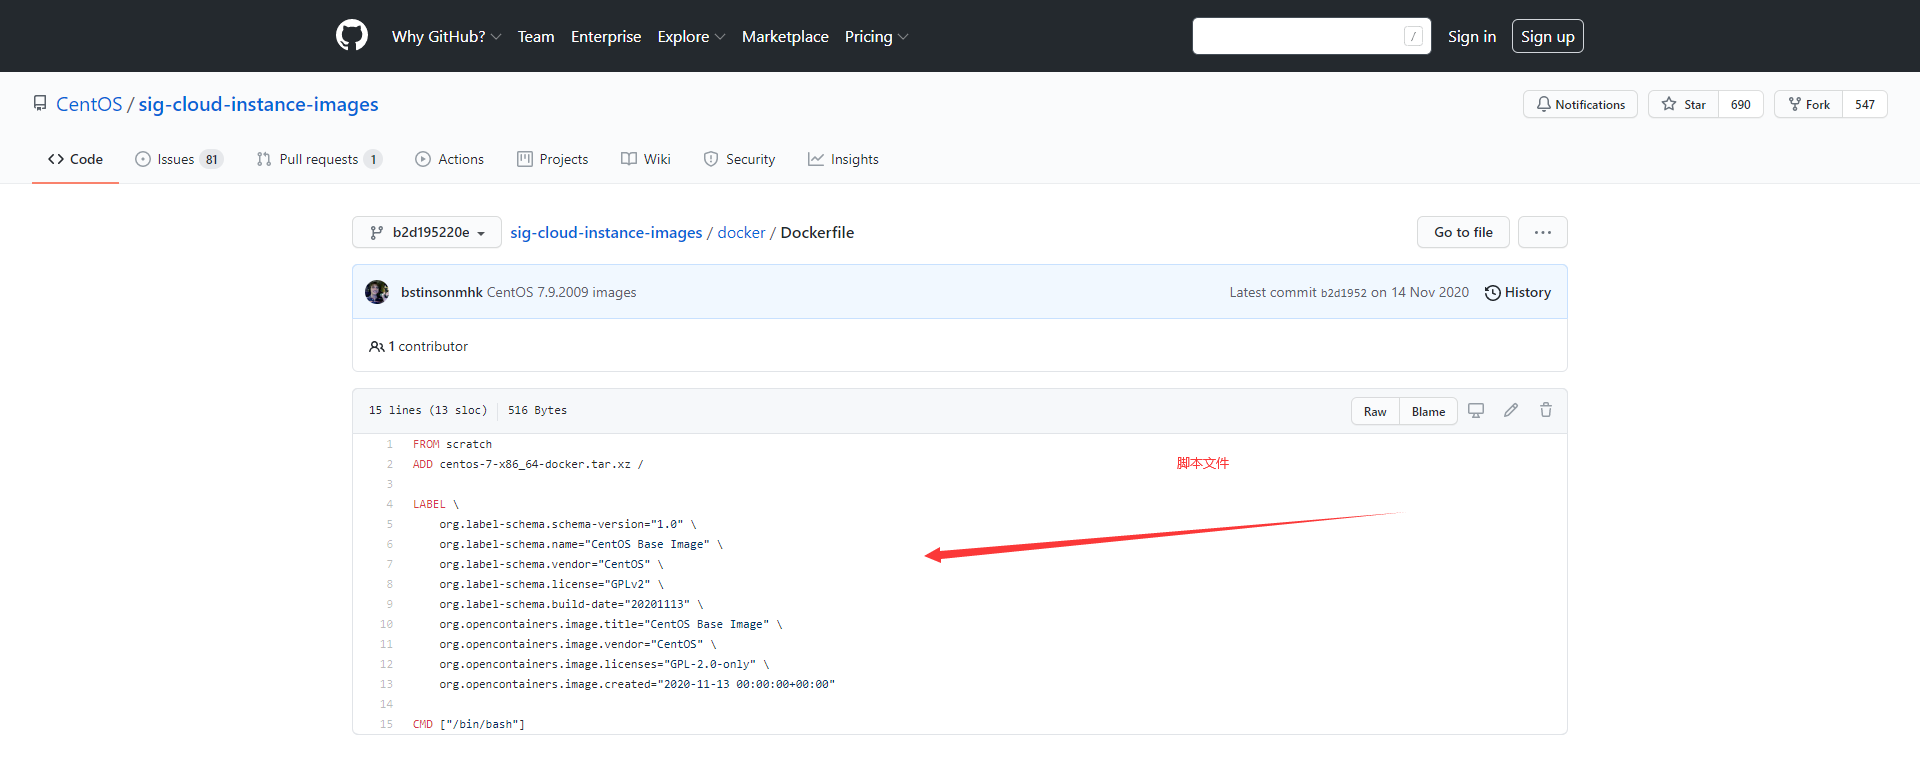 Why GitHub? Team Enterprise Explore Marketplace Pricing / Sign in Sign up
CentOS / sig-cloud-instance-images Notifications Star 690 Fork 547
Code Issues 81 Pull requests 1 Actions Projects Wiki Security Insights
b2d195220e sig-cloud-instance-images / docker / Dockerfile Go to file ...
bstinsonmhk CentOS 7.9.2009 images Latest commit b2d1952 on 14 Nov 2020 History
1 contributor
15 lines (13 sloc) 516 Bytes Raw Blame
1 FROM scratch
2 ADD centos-7-x86_64-docker.tar.xz /
脚本文件
3
4 LABEL \
5 org.label-schema.schema-version="1.0" \
6 org.label-schema.name="CentOS Base Image" \
7 org.label-schema.vendor="CentOS" \
8 org.label-schema.license="GPLv2" \
9 org.label-schema.build-date="20201113" \
10 org.opencontainers.image.title="CentOS Base Image" \
11 org.opencontainers.image.vendor="CentOS" \
12 org.opencontainers.image.licenses="GPL-2.0-only" \
13 org.opencontainers.image.created="2020-11-13 00:00:00+00:00"
14
15 CMD ["/bin/bash"]